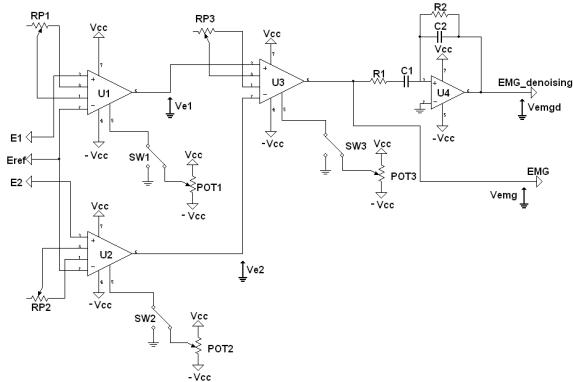 RP1
Vcc
RP3
Vcc
R2
C2
Vcc
R1
C1
U1
U3
U4
EMG_denoising
Vemgd
Ve1
E1
Eref
E2
-Vcc
-Vcc
-Vcc
SW1
Vcc
POT1
-Vcc
SW3
Vcc
POT3
-Vcc
EMG
Vemg
Vcc
U2
Ve2
RP2
-Vcc
SW2
Vcc
POT2
-Vcc